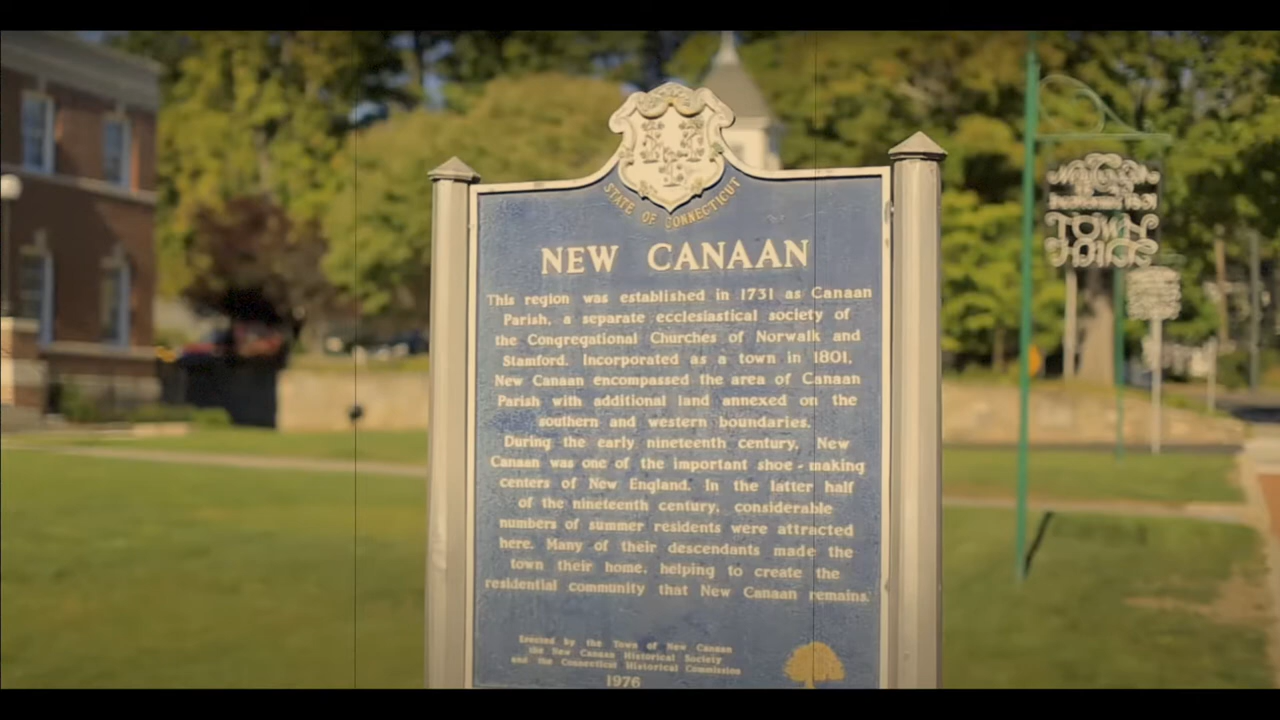 STATE OF CONNECTICUT
NEW CANAAN
This region was established in 1731 as Canaan
Parish, a separate ecclesiastical society of
the Congregational Churches of Norwalk and
Stamford. Incorporated as a town in 1801,
New Canaan encompassed the area of Canaan
Parish with additional land annexed on the
southern and western boundaries.
During the early nineteenth century, New
Canaan was one of the important shoe-making
centers of New England. In the latter half
of the nineteenth century, considerable
numbers of summer residents were attracted
here. Many of their descendants made the
town their home, helping to create the
residential community that New Canaan remains.
Erected by the Town of New Canaan
the New Canaan Historical Society
and the Connecticut Historical Commission
1976
TOWN